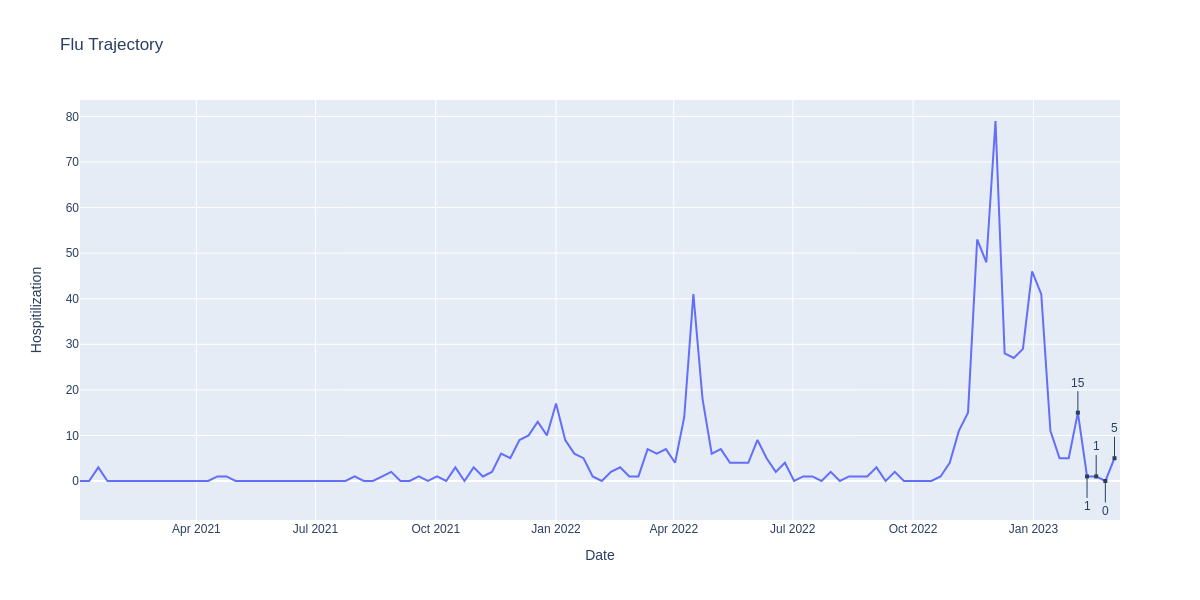 Flu Trajectory
Hospitilization
80
70
60
50
40
30
20
10
0
15
1
5
1
0
Apr 2021
Jul 2021
Oct 2021
Jan 2022
Apr 2022
Jul 2022
Oct 2022
Jan 2023
Date